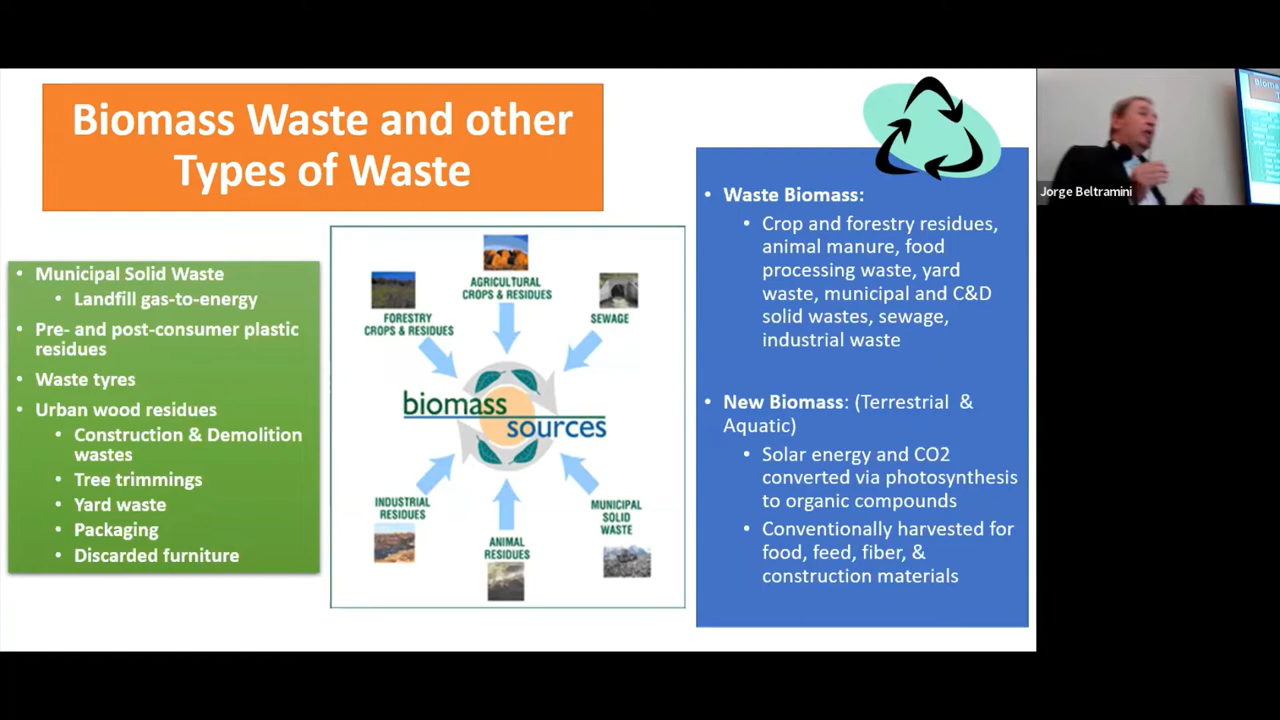 Biomass Waste and other
Types of Waste
• Municipal Solid Waste
• Landfill gas-to-energy
• Pre- and post-consumer plastic
residues
• Waste tyres
• Urban wood residues
• Construction & Demolition
wastes
• Tree trimmings
• Yard waste
• Packaging
• Discarded furniture
AGRICULTURAL
CROPS & RESIDUES
FORESTRY
CROPS & RESIDUES
SEWAGE
biomass
sources
INDUSTRIAL
RESIDUES
ANIMAL
RESIDUES
MUNICIPAL
SOLID
WASTE
• Waste Biomass:
• Crop and forestry residues,
animal manure, food
processing waste, yard
waste, municipal and C&D
solid wastes, sewage,
industrial waste
• New Biomass: (Terrestrial &
Aquatic)
• Solar energy and CO2
converted via photosynthesis
to organic compounds
• Conventionally harvested for
food, feed, fiber, &
construction materials
Jorge Beltramini